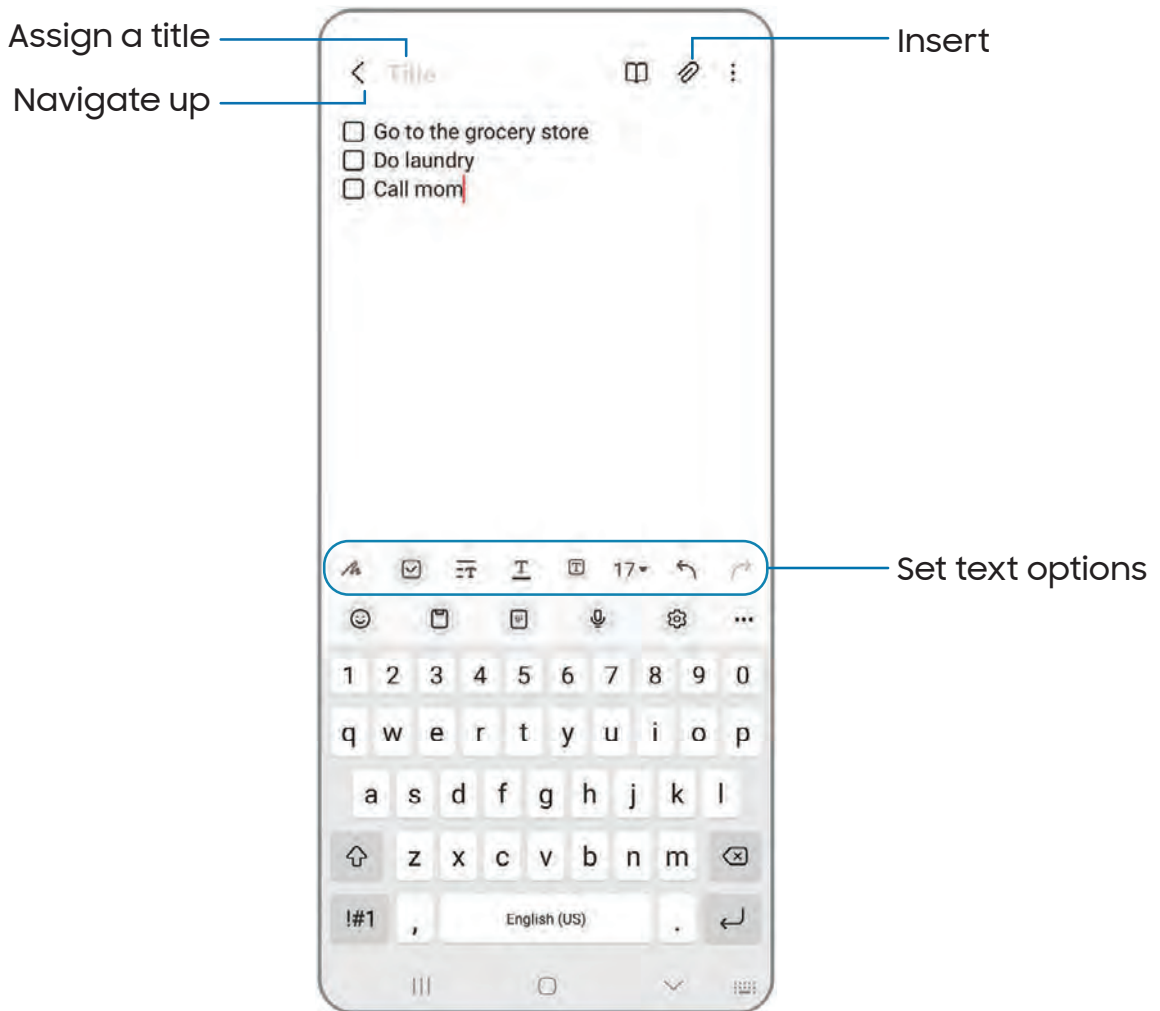 Assign a title
Insert
Title
Navigate up
Go to the grocery store
Do laundry
Call mom
T T T 17
Set text options
1 2 3 4 5 6 7 8 9 0
q w e r t y u i o p
a s d f g h j k l
z x c v b n m
!#1 , English (US) .